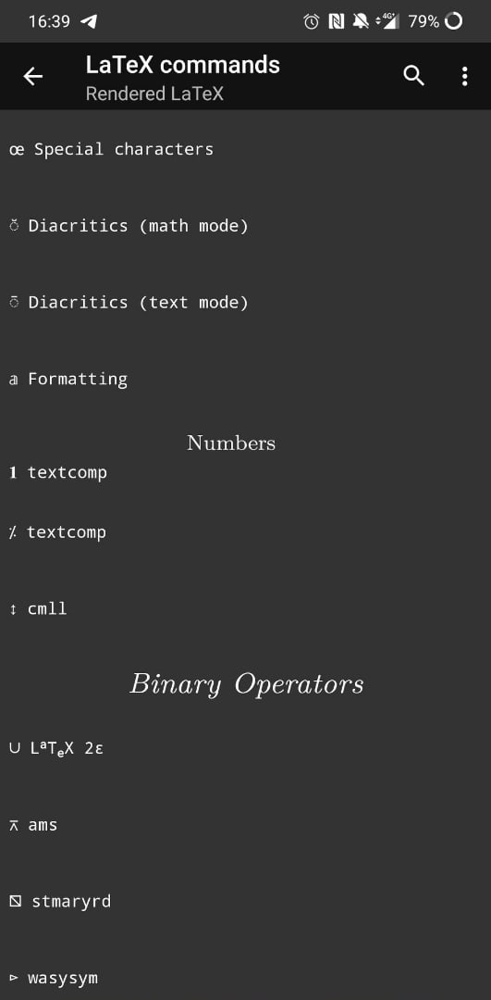 16:39 4G+ 79%
LaTeX commands
Rendered LaTeX
œ Special characters
◌̌ Diacritics (math mode)
◌̄ Diacritics (text mode)
𝕒 Formatting
Numbers
𝟏 textcomp
⁒ textcomp
↕ cmll
Binary Operators
∪ LᵃTₑX 2ε
⊼ ams
⧅ stmaryrd
▹ wasysym